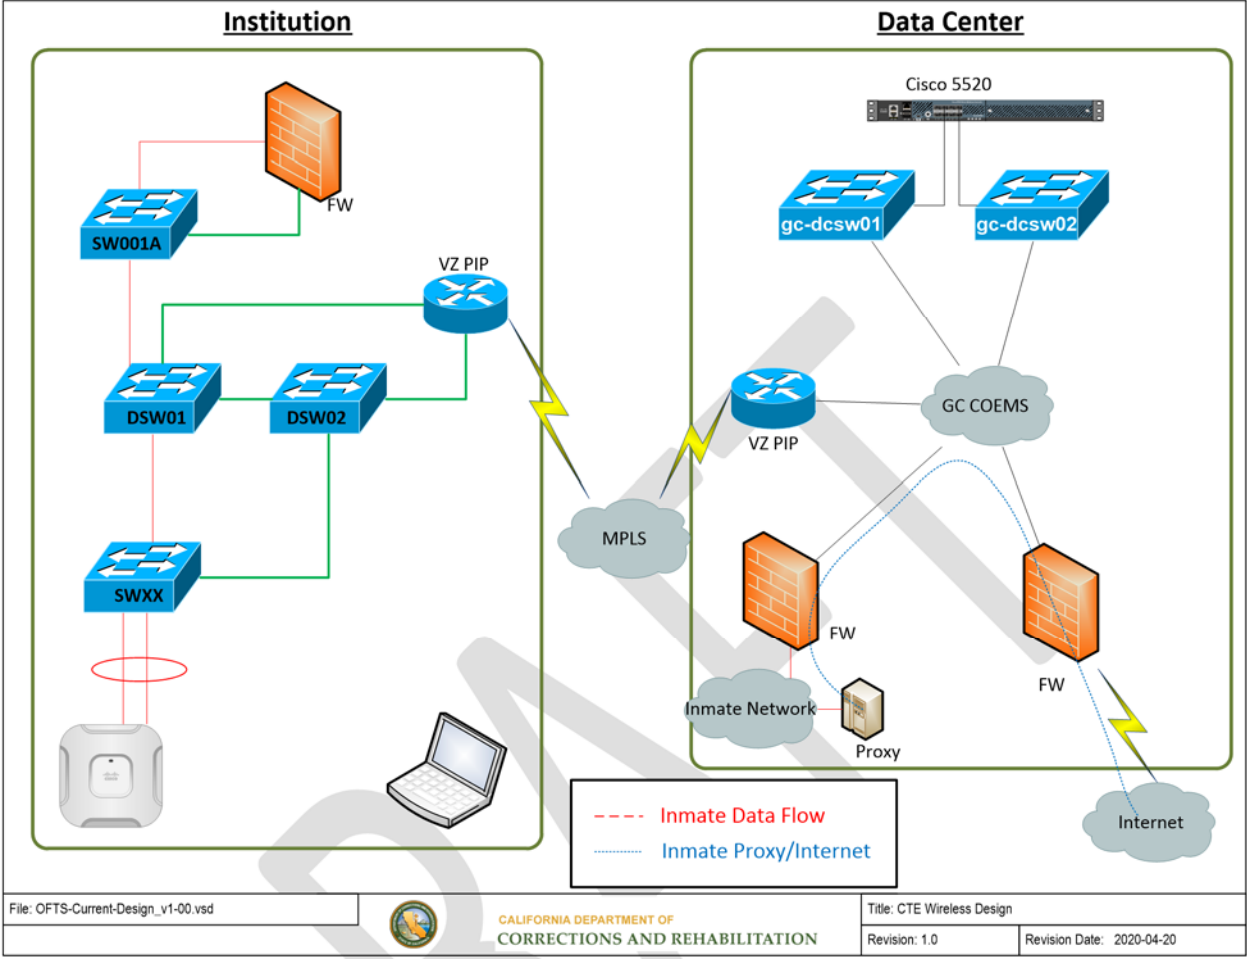 Institution
Data Center
Cisco 5520
FW
SW001A
gc-dcsw01
gc-dcsw02
VZ PIP
DSW01
DSW02
VZ PIP
GC COEMS
MPLS
SWXX
FW
FW
Inmate Network
Proxy
Internet
Inmate Data Flow
Inmate Proxy/Internet
DRAFT
File: OFTS-Current-Design_v1-00.vsd
CALIFORNIA DEPARTMENT OF
CORRECTIONS AND REHABILITATION
Title: CTE Wireless Design
Revision: 1.0
Revision Date: 2020-04-20